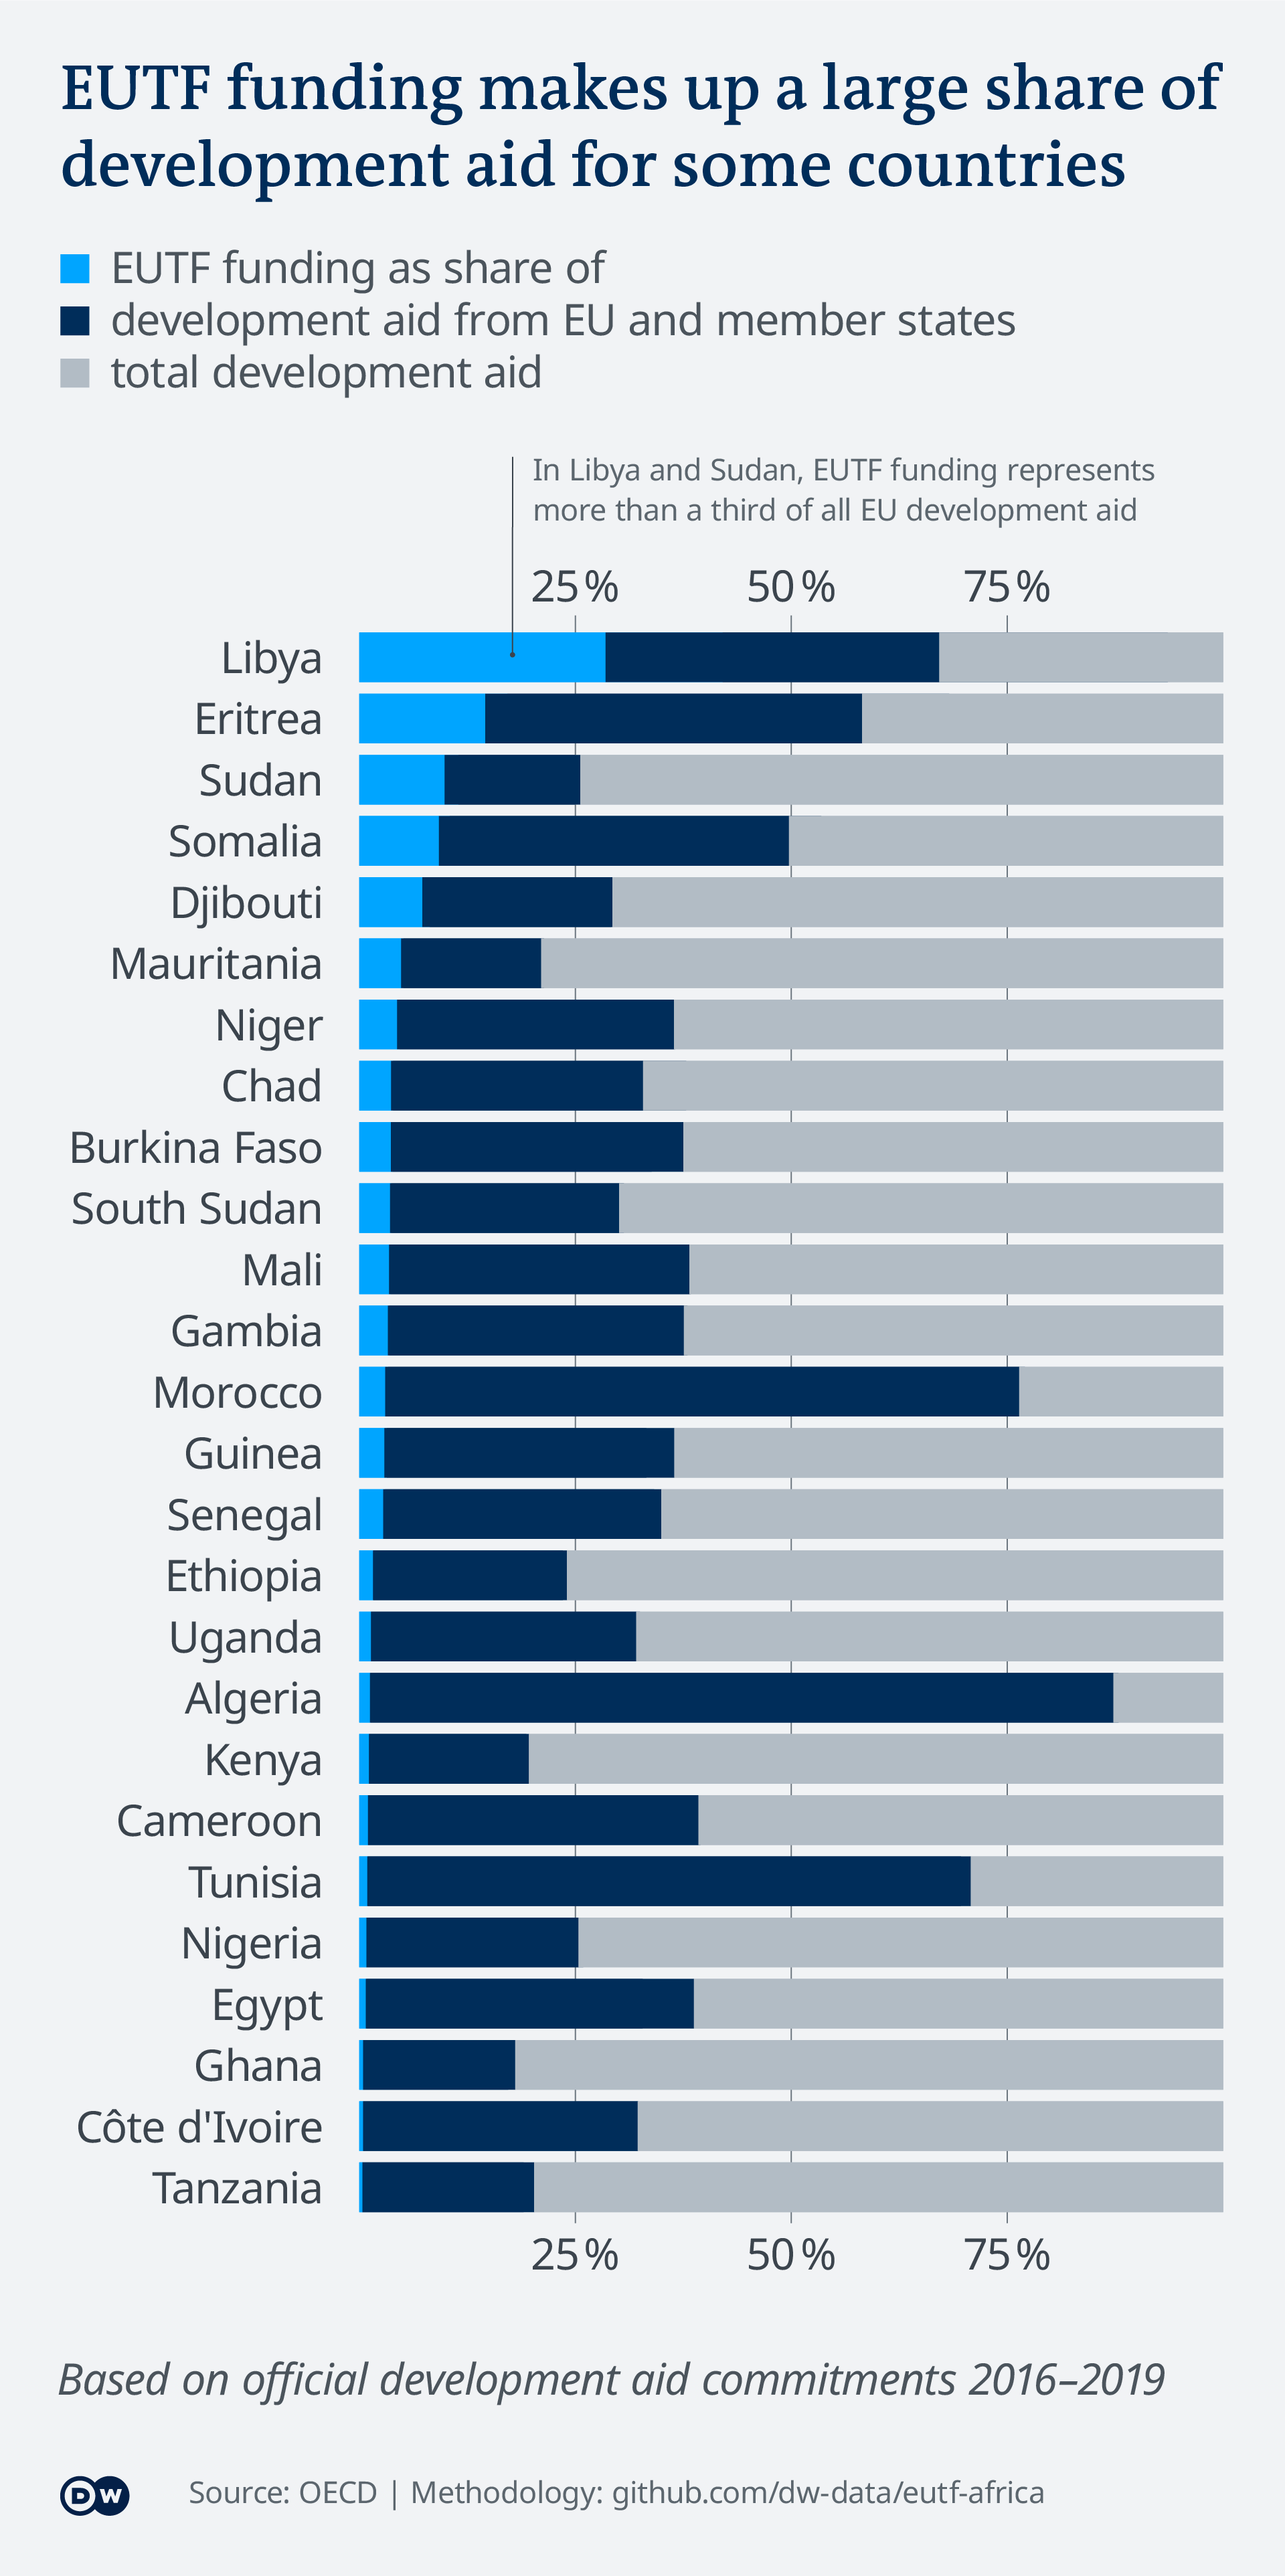 EUTF funding makes up a large share of
development aid for some countries
EUTF funding as share of
development aid from EU and member states
total development aid
In Libya and Sudan, EUTF funding represents
more than a third of all EU development aid
25% 50% 75%
Libya
Eritrea
Sudan
Somalia
Djibouti
Mauritania
Niger
Chad
Burkina Faso
South Sudan
Mali
Gambia
Morocco
Guinea
Senegal
Ethiopia
Uganda
Algeria
Kenya
Cameroon
Tunisia
Nigeria
Egypt
Ghana
Côte d'Ivoire
Tanzania
25% 50% 75%
Based on official development aid commitments 2016–2019
DW Source: OECD | Methodology: github.com/dw-data/eutf-africa